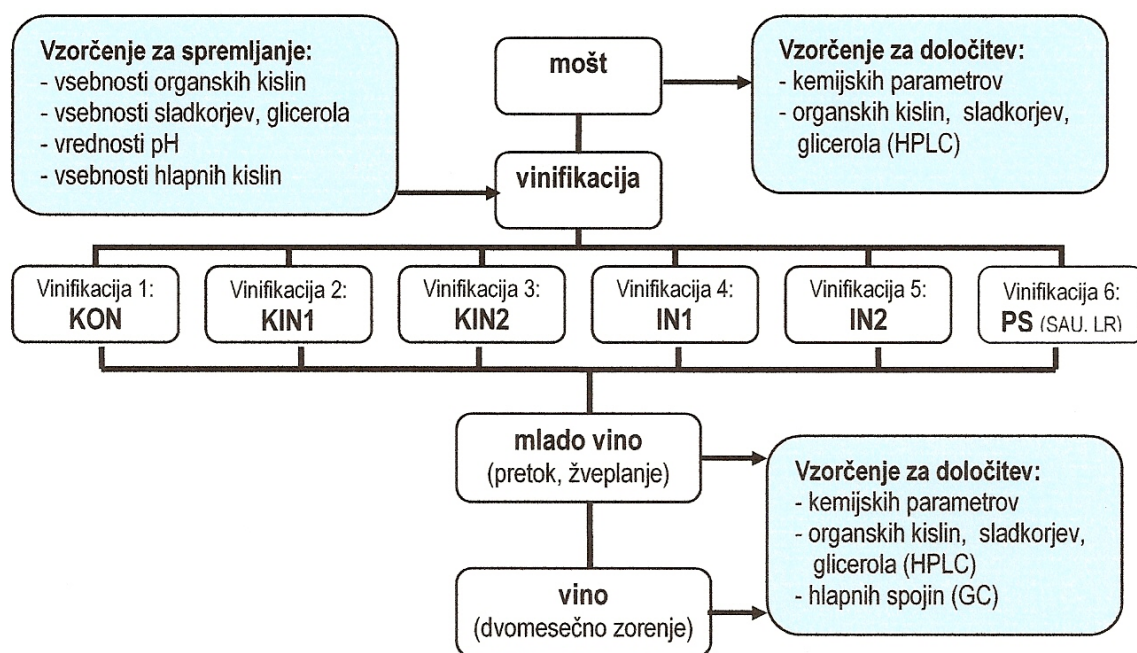 Vzorčenje za spremljanje:
- vsebnosti organskih kislin
- vsebnosti sladkorjev, glicerola
- vrednosti pH
- vsebnosti hlapnih kislin
mošt
Vzorčenje za določitev:
- kemijskih parametrov
- organskih kislin, sladkorjev,
glicerola (HPLC)
vinifikacija
Vinifikacija 1:
KON
Vinifikacija 2:
KIN1
Vinifikacija 3:
KIN2
Vinifikacija 4:
IN1
Vinifikacija 5:
IN2
Vinifikacija 6:
PS (SAU. LR)
mlado vino
(pretok, žveplanje)
Vzorčenje za določitev:
- kemijskih parametrov
- organskih kislin, sladkorjev,
glicerola (HPLC)
- hlapnih spojin (GC)
vino
(dvomesečno zorenje)